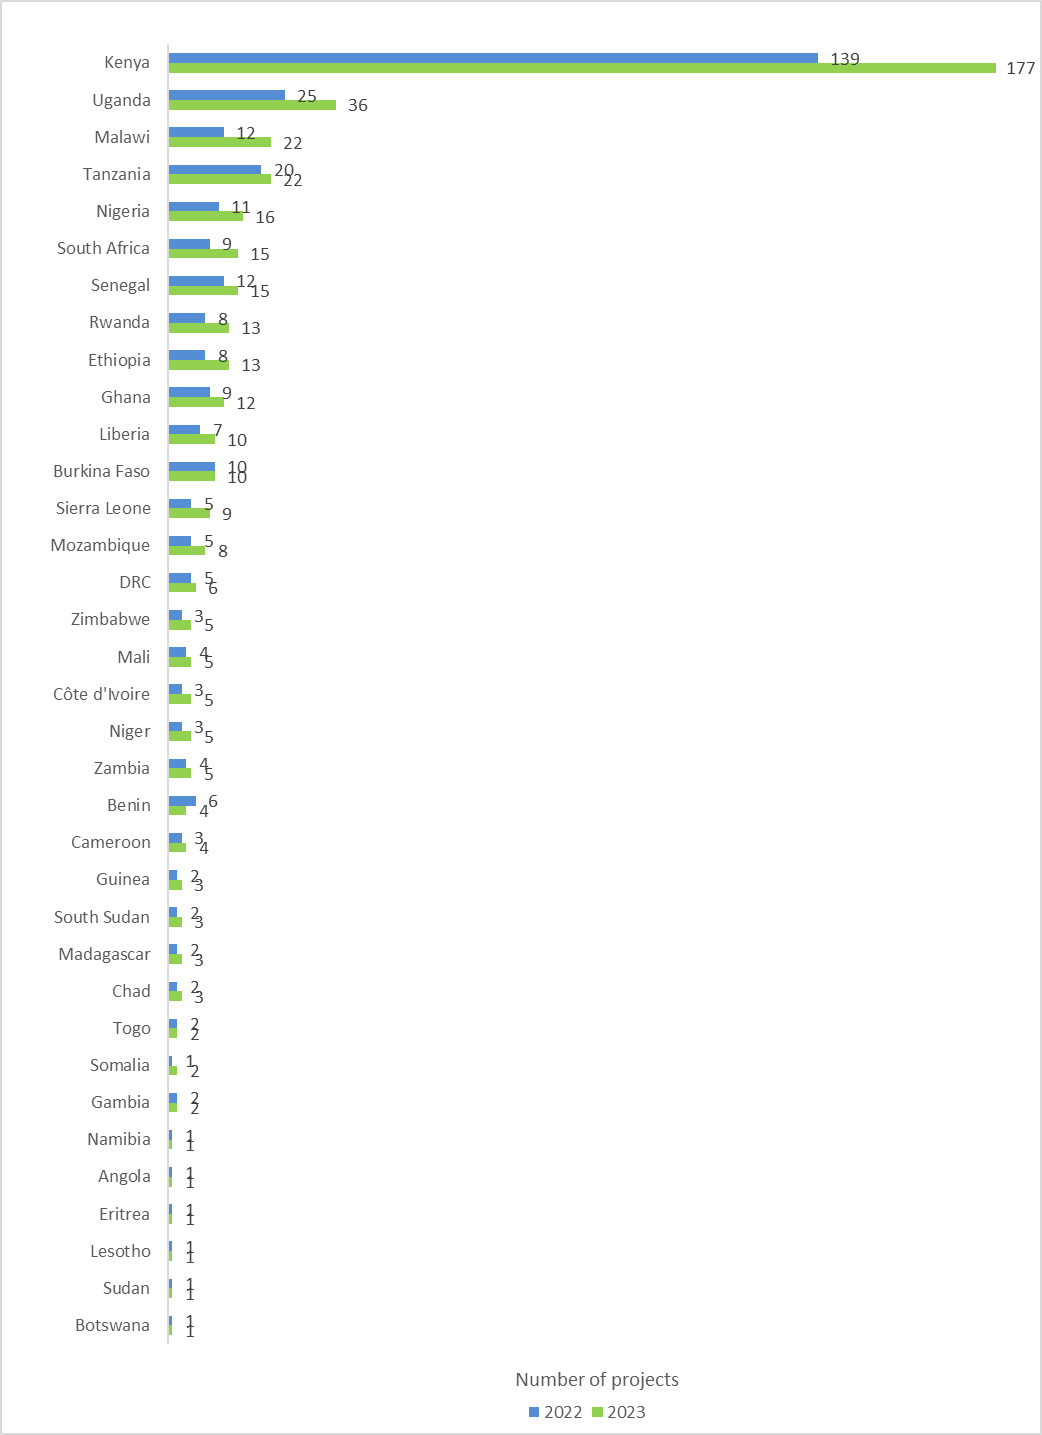 Kenya 139
177
Uganda 25
36
Malawi 12
22
Tanzania 20
22
Nigeria 11
16
South Africa 9
15
Senegal 12
15
Rwanda 8
13
Ethiopia 8
13
Ghana 9
12
Liberia 7
10
Burkina Faso 10
10
Sierra Leone 5
9
Mozambique 5
8
DRC 5
6
Zimbabwe 3
5
Mali 4
5
Côte d'Ivoire 3
5
Niger 3
5
Zambia 4
5
Benin 6
4
Cameroon 3
4
Guinea 2
3
South Sudan 2
3
Madagascar 2
3
Chad 2
3
Togo 2
2
Somalia 1
2
Gambia 2
2
Namibia 1
1
Angola 1
1
Eritrea 1
1
Lesotho 1
1
Sudan 1
1
Botswana 1
1
Number of projects
2022 2023